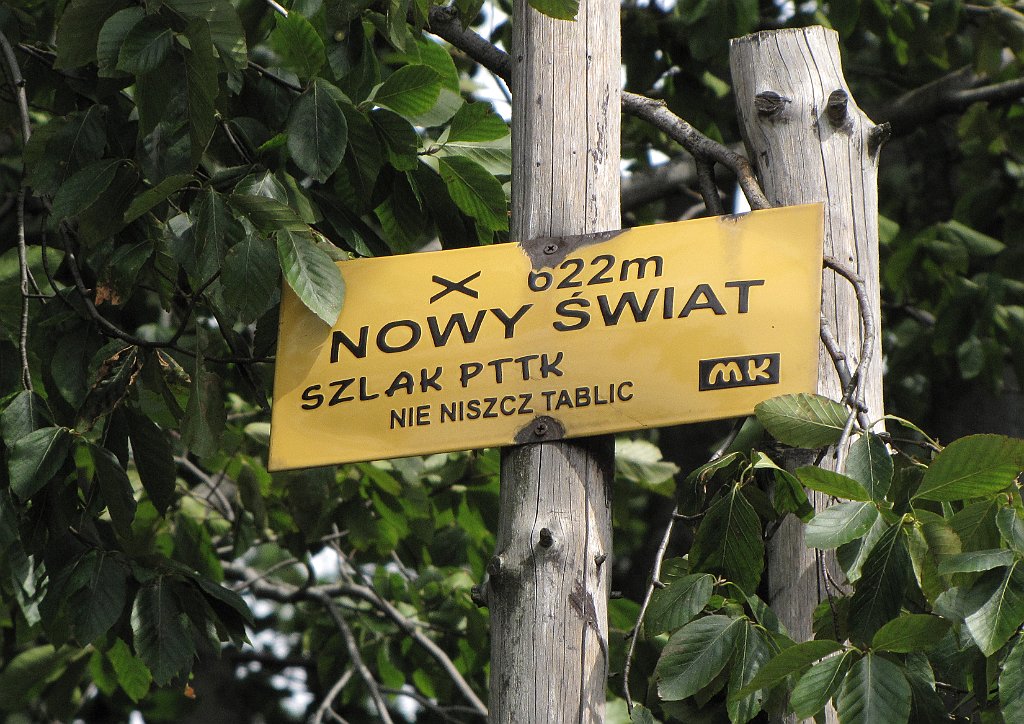 × 622m
NOWY ŚWIAT
SZLAK PTTK
NIE NISZCZ TABLIC
MK